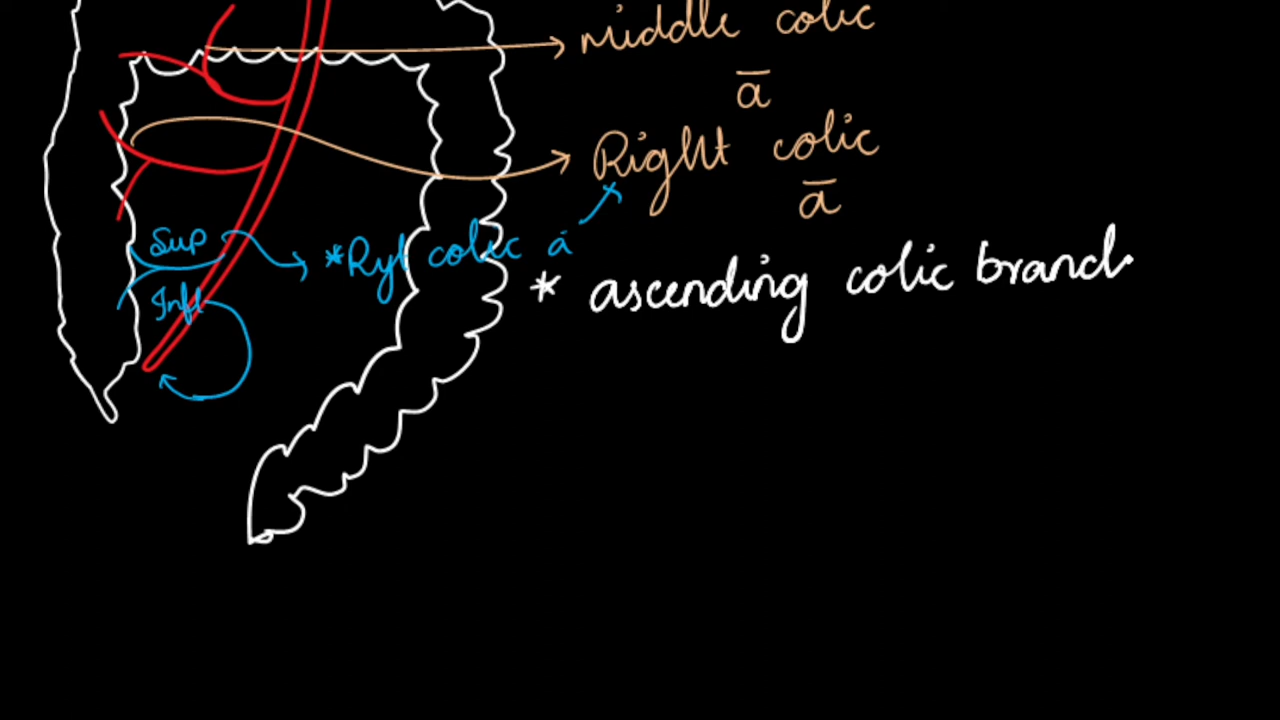 middle colic
ā
Right colic
ā
Sup
*Ryt colic a
Infl
* ascending colic branch